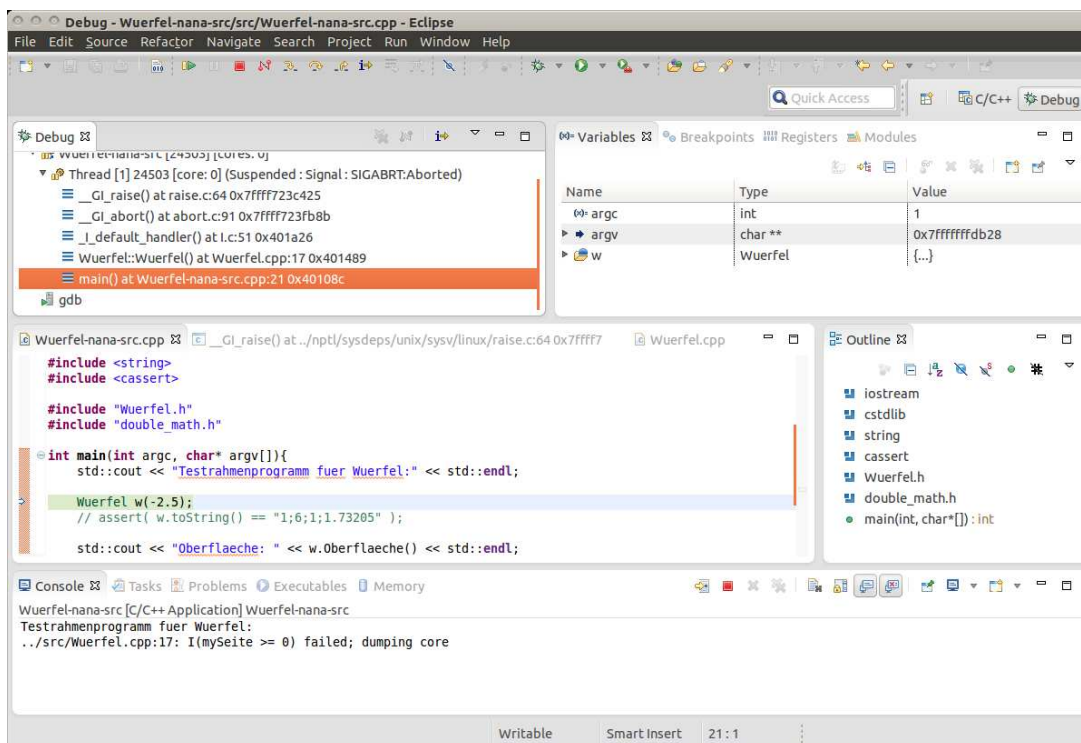 Debug - Wuerfel-nana-src/src/Wuerfel-nana-src.cpp - Eclipse
File Edit Source Refactor Navigate Search Project Run Window Help
Quick Access
C/C++
Debug
Debug
Wuerfel-nana-src [24503] [cores: 0]
Thread [1] 24503 [core: 0] (Suspended : Signal : SIGABRT:Aborted)
__GI_raise() at raise.c:64 0x7ffff723c425
__GI_abort() at abort.c:91 0x7ffff723fb8b
_I_default_handler() at I.c:51 0x401a26
Wuerfel::Wuerfel() at Wuerfel.cpp:17 0x401489
main() at Wuerfel-nana-src.cpp:21 0x40108c
gdb
Variables Breakpoints Registers Modules
Name Type Value
argc int 1
argv char ** 0x7fffffffdb28
w Wuerfel {...}
Wuerfel-nana-src.cpp __GI_raise() at ../nptl/sysdeps/unix/sysv/linux/raise.c:64 0x7ffff7 Wuerfel.cpp
#include <string>
#include <cassert>
#include "Wuerfel.h"
#include "double_math.h"
int main(int argc, char* argv[]){
std::cout << "Testrahmenprogramm fuer Wuerfel:" << std::endl;
Wuerfel w(-2.5);
// assert( w.toString() == "1;6;1;1.73205" );
std::cout << "Oberflaeche: " << w.Oberflaeche() << std::endl;
Outline
iostream
cstdlib
string
cassert
Wuerfel.h
double_math.h
main(int, char*[]) : int
Console Tasks Problems Executables Memory
Wuerfel-nana-src [C/C++ Application] Wuerfel-nana-src
Testrahmenprogramm fuer Wuerfel:
../src/Wuerfel.cpp:17: I(mySeite >= 0) failed; dumping core
Writable Smart Insert 21 : 1